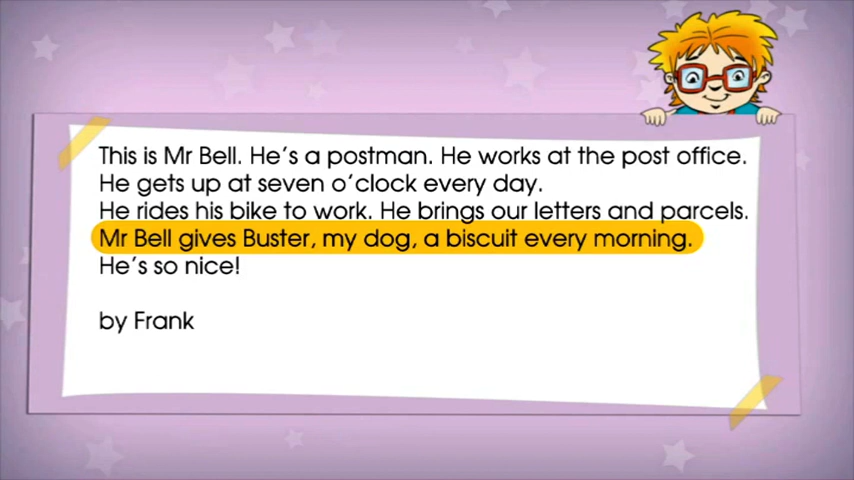 This is Mr Bell. He's a postman. He works at the post office.
He gets up at seven o'clock every day.
He rides his bike to work. He brings our letters and parcels.
Mr Bell gives Buster, my dog, a biscuit every morning.
He's so nice!
by Frank